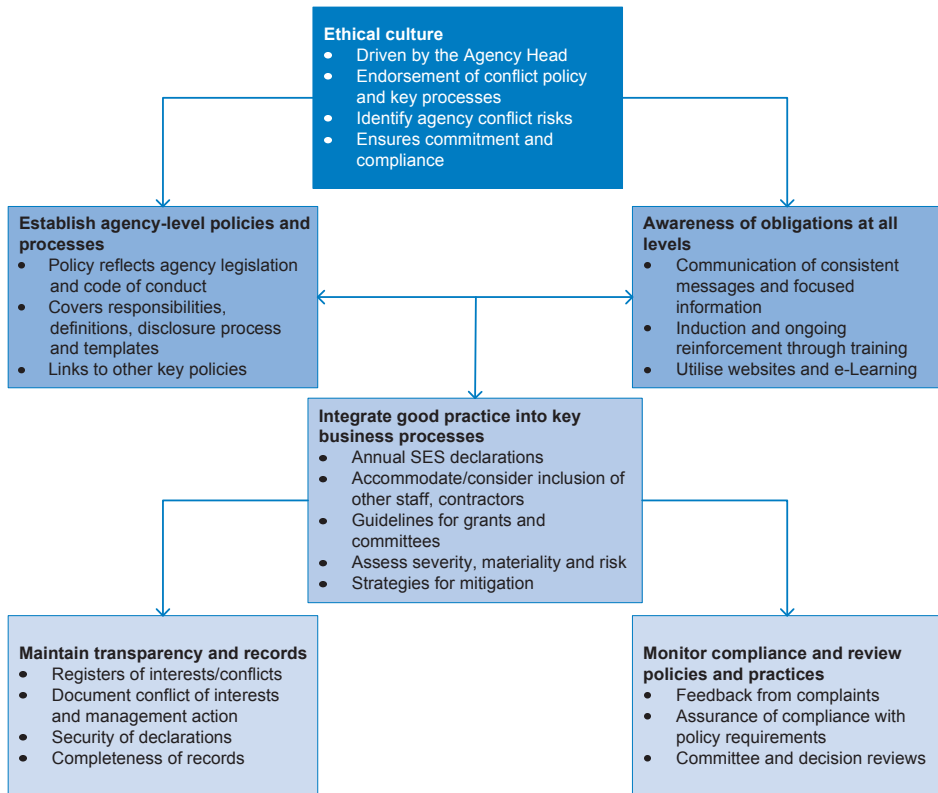 Ethical culture
• Driven by the Agency Head
• Endorsement of conflict policy
and key processes
• Identify agency conflict risks
• Ensures commitment and
compliance
Establish agency-level policies and
processes
• Policy reflects agency legislation
and code of conduct
• Covers responsibilities,
definitions, disclosure process
and templates
• Links to other key policies
Awareness of obligations at all
levels
• Communication of consistent
messages and focused
information
• Induction and ongoing
reinforcement through training
• Utilise websites and e-Learning
Integrate good practice into key
business processes
• Annual SES declarations
• Accommodate/consider inclusion of
other staff, contractors
• Guidelines for grants and
committees
• Assess severity, materiality and risk
• Strategies for mitigation
Maintain transparency and records
• Registers of interests/conflicts
• Document conflict of interests
and management action
• Security of declarations
• Completeness of records
Monitor compliance and review
policies and practices
• Feedback from complaints
• Assurance of compliance with
policy requirements
• Committee and decision reviews